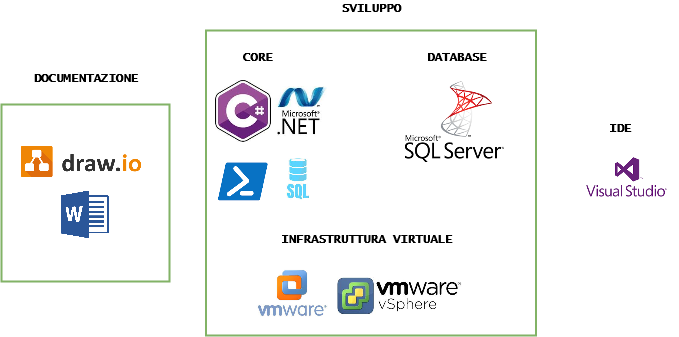 SVILUPPO
CORE
DATABASE
DOCUMENTAZIONE
C#
Microsoft®
.NET
Microsoft®
SQL Server®
IDE
draw.io
W
SQL
Visual Studio®
INFRASTRUTTURA VIRTUALE
vmware®
vmware®
vSphere